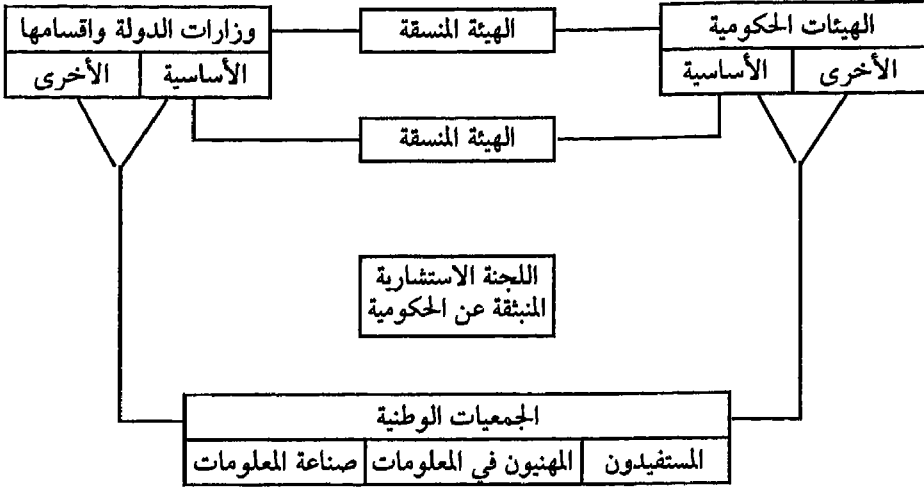 الهيئات الحكومية
الأخرى
الأساسية
الهيئة المنسقة
وزارات الدولة واقسامها
الأساسية
الأخرى
الهيئة المنسقة
اللجنة الاستشارية
المنبثقة عن الحكومية
الجمعيات الوطنية
المستفيدون
المهنيون في المعلومات
صناعة المعلومات